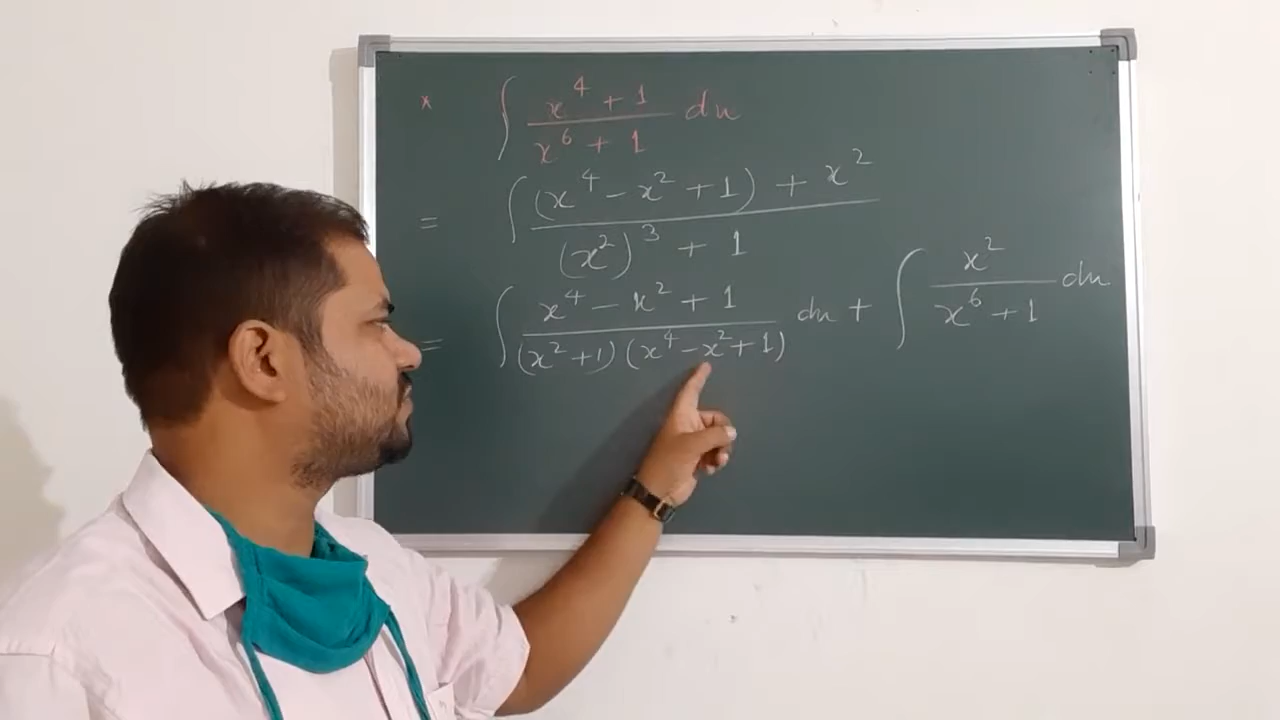 * ∫ (x⁴ + 1)/(x⁶ + 1) dx
= ∫ ((x⁴ − x² + 1) + x²)/((x²)³ + 1)
= ∫ (x⁴ − x² + 1)/((x² + 1)(x⁴ − x² + 1)) dx + ∫ x²/(x⁶ + 1) dx